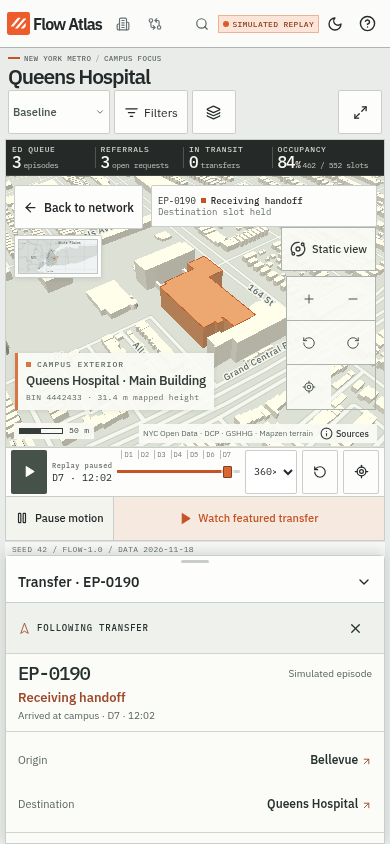 Flow Atlas
SIMULATED REPLAY
NEW YORK METRO / CAMPUS FOCUS
Queens Hospital
Baseline
Filters
ED QUEUE
3 episodes
REFERRALS
3 open requests
IN TRANSIT
0 transfers
OCCUPANCY
84% 462 / 552 slots
Back to network
EP-0190 Receiving handoff
Destination slot held
Static view
164 St
Grand Central
CAMPUS EXTERIOR
Queens Hospital · Main Building
BIN 4442433 · 31.4 m mapped height
50 m
NYC Open Data · DCP · GSHHG · Mapzen terrain
Sources
Replay paused
D7 · 12:02
D1 D2 D3 D4 D5 D6 D7
360×
Pause motion
Watch featured transfer
SEED 42 / FLOW-1.0 / DATA 2026-11-18
Transfer · EP-0190
FOLLOWING TRANSFER
EP-0190
Simulated episode
Receiving handoff
Arrived at campus · D7 · 12:02
Origin
Bellevue
Destination
Queens Hospital